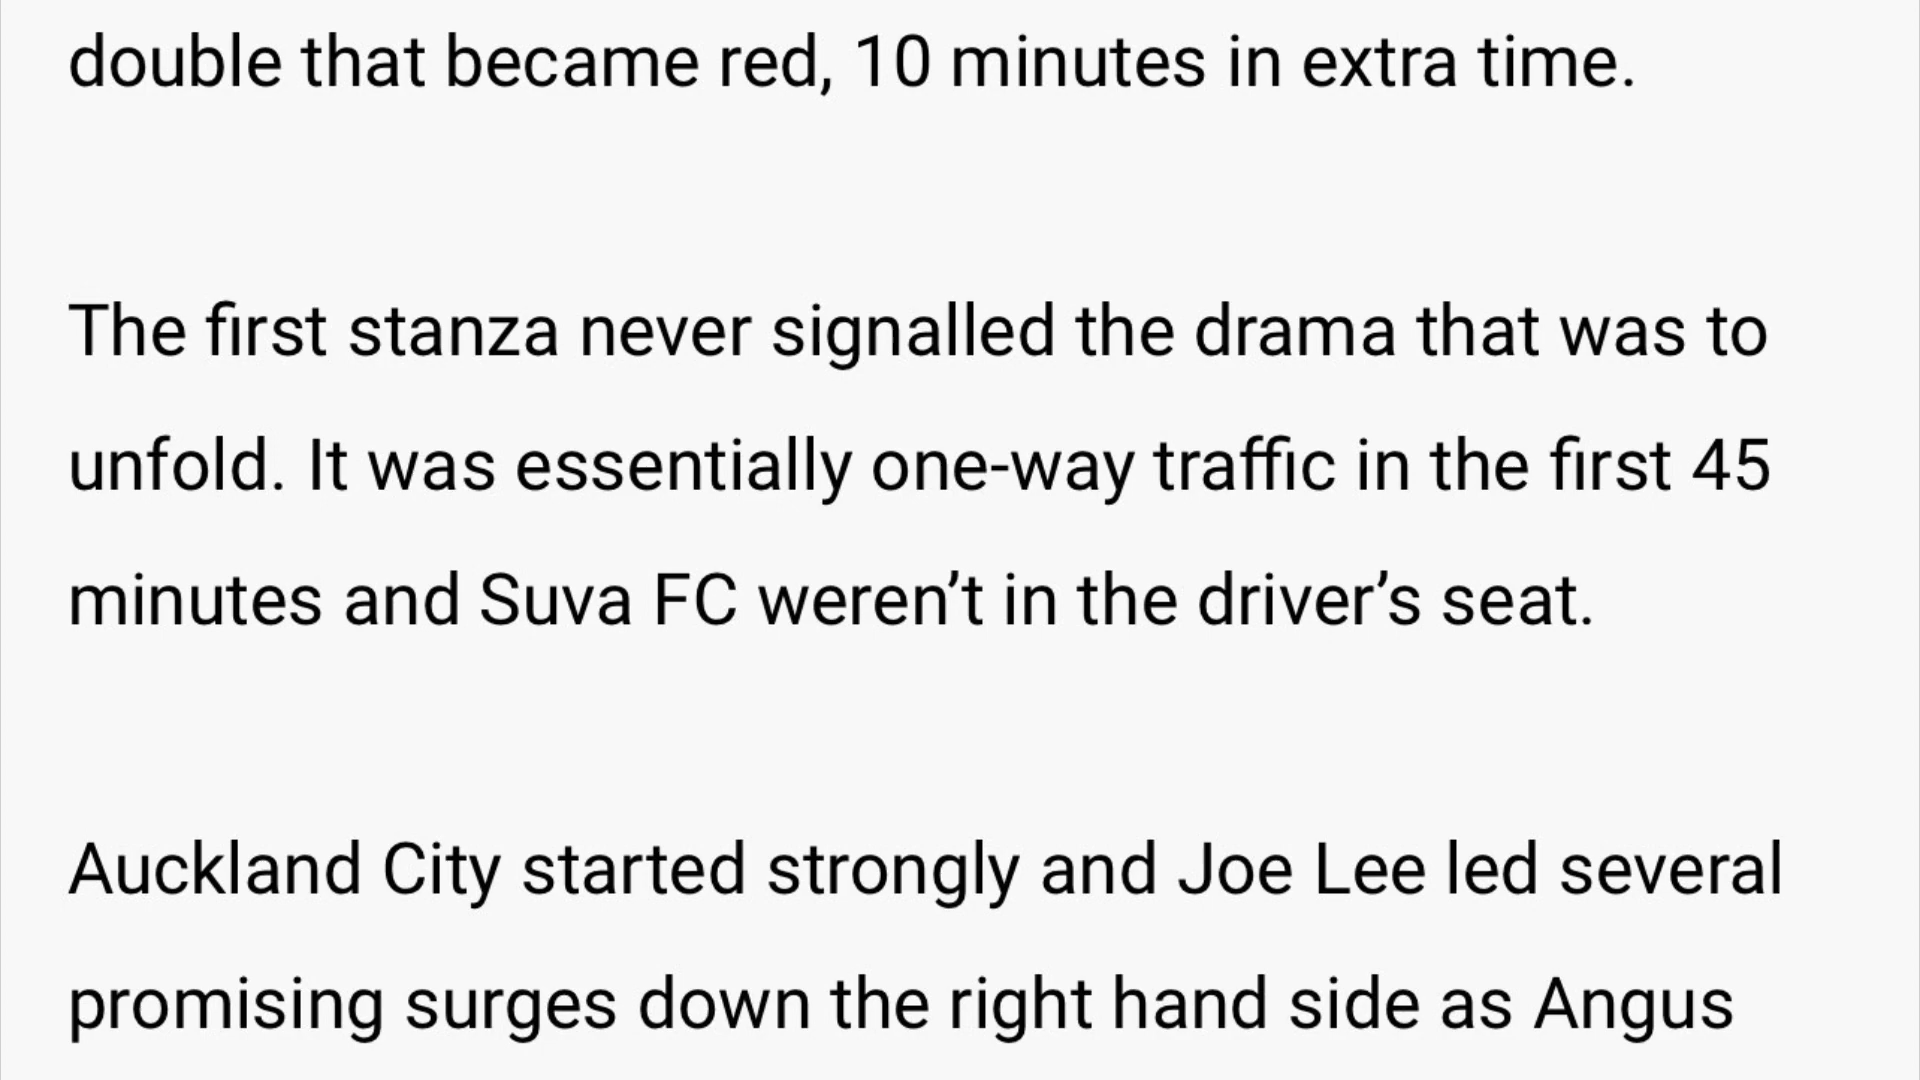 double that became red, 10 minutes in extra time.
The first stanza never signalled the drama that was to
unfold. It was essentially one-way traffic in the first 45
minutes and Suva FC weren’t in the driver’s seat.
Auckland City started strongly and Joe Lee led several
promising surges down the right hand side as Angus